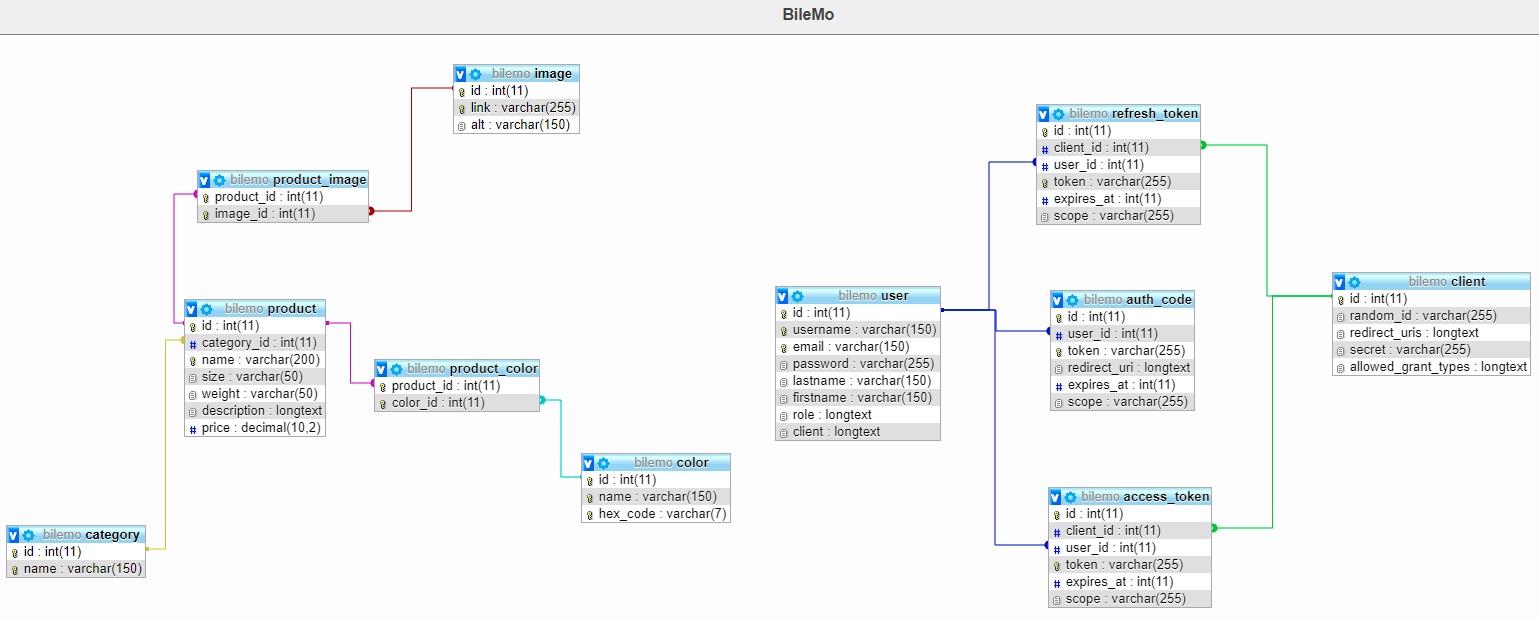 BileMo
bilemo image
id : int(11)
link : varchar(255)
alt : varchar(150)
bilemo product_image
product_id : int(11)
image_id : int(11)
bilemo product
id : int(11)
category_id : int(11)
name : varchar(200)
size : varchar(50)
weight : varchar(50)
description : longtext
price : decimal(10,2)
bilemo product_color
product_id : int(11)
color_id : int(11)
bilemo color
id : int(11)
name : varchar(150)
hex_code : varchar(7)
bilemo category
id : int(11)
name : varchar(150)
bilemo user
id : int(11)
username : varchar(150)
email : varchar(150)
password : varchar(255)
lastname : varchar(150)
firstname : varchar(150)
role : longtext
client : longtext
bilemo refresh_token
id : int(11)
client_id : int(11)
user_id : int(11)
token : varchar(255)
expires_at : int(11)
scope : varchar(255)
bilemo auth_code
id : int(11)
user_id : int(11)
token : varchar(255)
redirect_uri : longtext
expires_at : int(11)
scope : varchar(255)
bilemo access_token
id : int(11)
client_id : int(11)
user_id : int(11)
token : varchar(255)
expires_at : int(11)
scope : varchar(255)
bilemo client
id : int(11)
random_id : varchar(255)
redirect_uris : longtext
secret : varchar(255)
allowed_grant_types : longtext